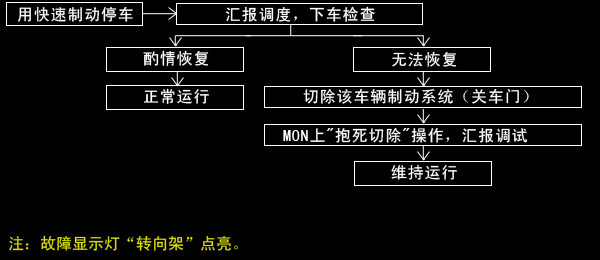 用快速制动停车
汇报调度，下车检查
酌情恢复
无法恢复
正常运行
切除该车辆制动系统（关车门）
MON上"抱死切除"操作，汇报调试
维持运行
注：故障显示灯“转向架”点亮。